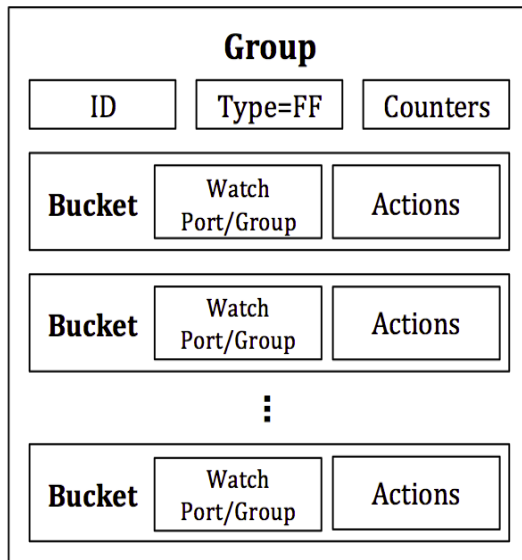 Group
ID Type=FF Counters
Bucket Watch Port/Group Actions
Bucket Watch Port/Group Actions
⋮
Bucket Watch Port/Group Actions